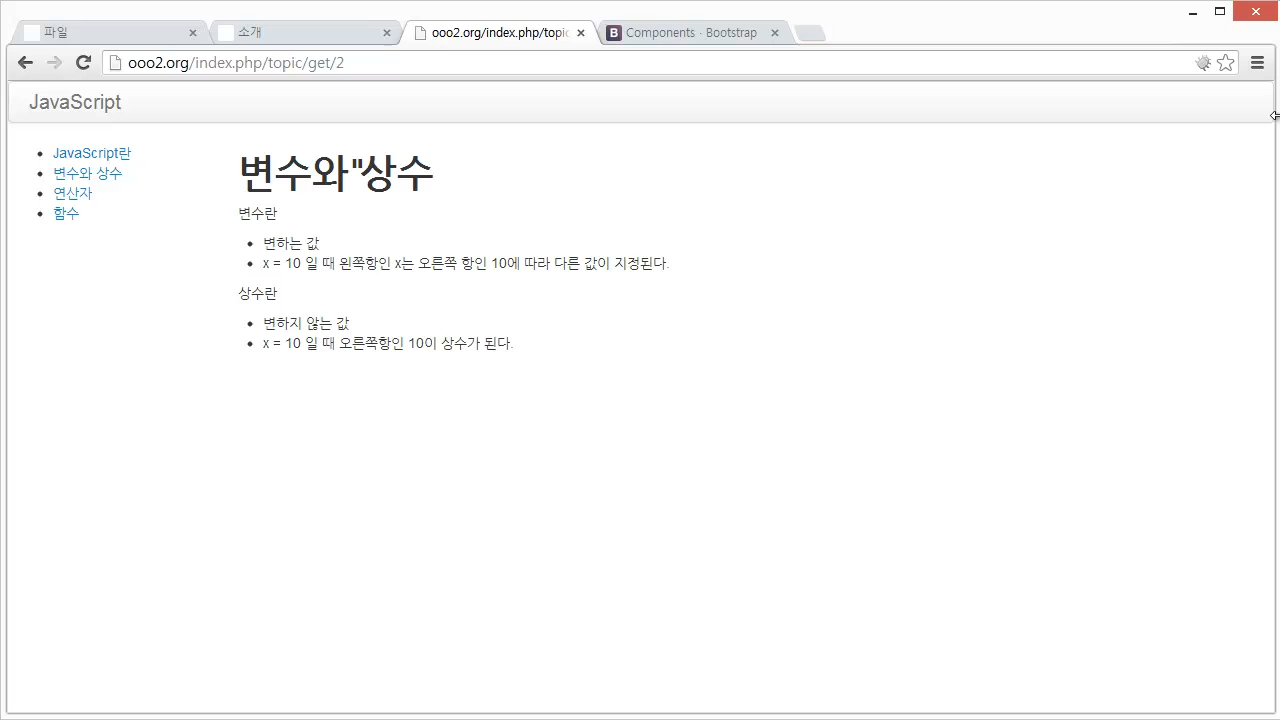 파일
소개
ooo2.org/index.php/topic
Components · Bootstrap
ooo2.org/index.php/topic/get/2
JavaScript
JavaScript란
변수와 상수
연산자
함수
변수와"상수
변수란
변하는 값
x = 10 일 때 왼쪽항인 x는 오른쪽 항인 10에 따라 다른 값이 지정된다.
상수란
변하지 않는 값
x = 10 일 때 오른쪽항인 10이 상수가 된다.